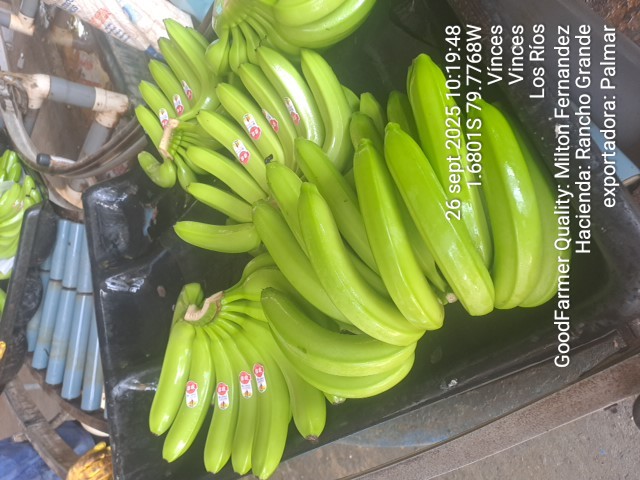 26 sept 2025 10:19:48
1.6801S 79.7768W
Vínces
Vinces
Los Ríos
GoodFarmer Quality: Milton Fernandez
Hacienda: Rancho Grande
exportadora: Palmar